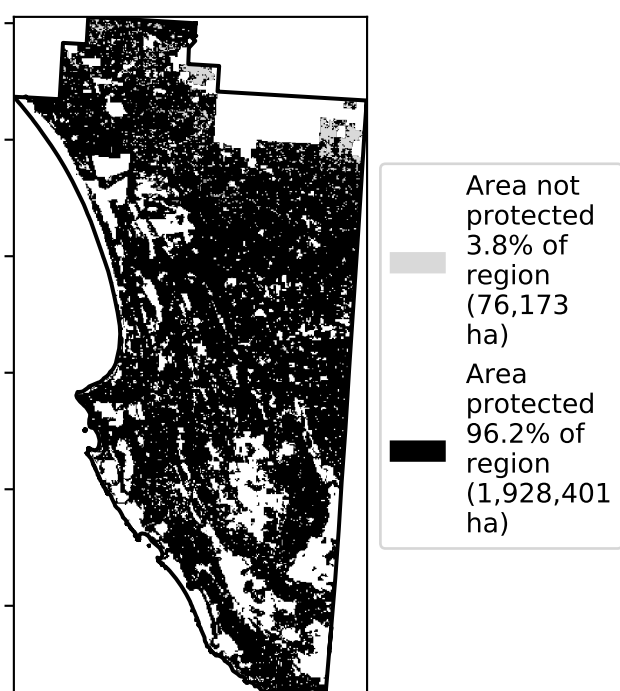 Area not
protected
3.8% of
region
(76,173
ha)
Area
protected
96.2% of
region
(1,928,401
ha)